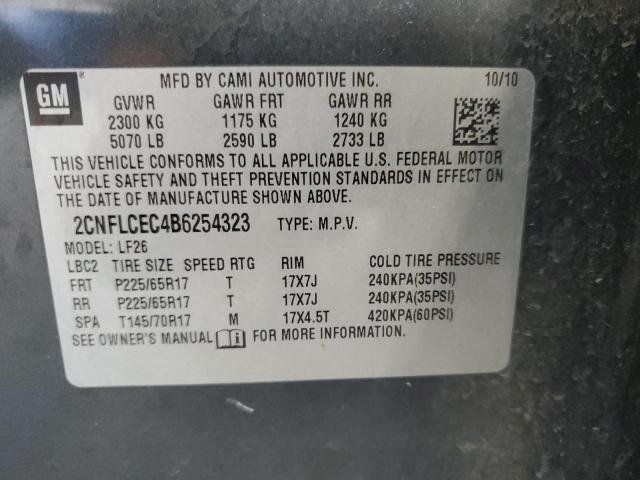 GM ®
MFD BY CAMI AUTOMOTIVE INC. 10/10
GVWR GAWR FRT GAWR RR
2300 KG 1175 KG 1240 KG
5070 LB 2590 LB 2733 LB
THIS VEHICLE CONFORMS TO ALL APPLICABLE U.S. FEDERAL MOTOR
VEHICLE SAFETY AND THEFT PREVENTION STANDARDS IN EFFECT ON
THE DATE OF MANUFACTURE SHOWN ABOVE.
2CNFLCEC4B6254323 TYPE: M.P.V.
MODEL: LF26
LBC2 TIRE SIZE SPEED RTG RIM COLD TIRE PRESSURE
FRT P225/65R17 T 17X7J 240KPA(35PSI)
RR P225/65R17 T 17X7J 240KPA(35PSI)
SPA T145/70R17 M 17X4.5T 420KPA(60PSI)
SEE OWNER'S MANUAL i FOR MORE INFORMATION.